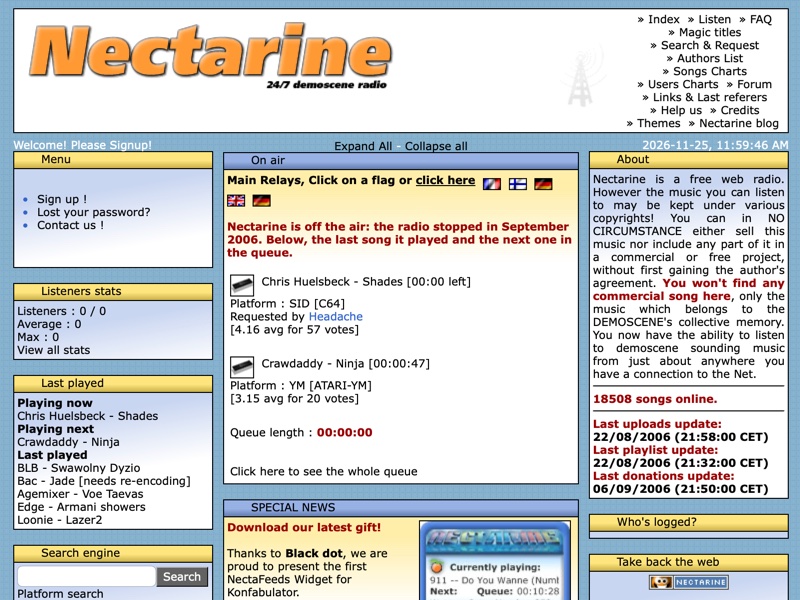 Nectarine
24/7 demoscene radio
» Index » Listen » FAQ
» Magic titles
» Search & Request
» Authors List
» Songs Charts
» Users Charts » Forum
» Links & Last referers
» Help us » Credits
» Themes » Nectarine blog
Welcome! Please Signup!
Expand All - Collapse all
2026-11-25, 11:59:46 AM
Menu
Sign up !
Lost your password?
Contact us !
Listeners stats
Listeners : 0 / 0
Average : 0
Max : 0
View all stats
Last played
Playing now
Chris Huelsbeck - Shades
Playing next
Crawdaddy - Ninja
Last played
BLB - Swawolny Dyzio
Bac - Jade [needs re-encoding]
Agemixer - Voe Taevas
Edge - Armani showers
Loonie - Lazer2
Search engine
Search
Platform search
On air
Main Relays, Click on a flag or click here
Nectarine is off the air: the radio stopped in September
2006. Below, the last song it played and the next one in
the queue.
Chris Huelsbeck - Shades [00:00 left]
Platform : SID [C64]
Requested by Headache
[4.16 avg for 57 votes]
Crawdaddy - Ninja [00:00:47]
Platform : YM [ATARI-YM]
[3.15 avg for 20 votes]
Queue length : 00:00:00
Click here to see the whole queue
SPECIAL NEWS
Download our latest gift!
Thanks to Black dot, we are
proud to present the first
NectaFeeds Widget for
Konfabulator.
NECTARINE
Currently playing:
911 -- Do You Wanne (Numb
Next: Queue: 00:10:28
About
Nectarine is a free web radio.
However the music you can listen
to may be kept under various
copyrights! You can in NO
CIRCUMSTANCE either sell this
music nor include any part of it in
a commercial or free project,
without first gaining the author's
agreement. You won't find any
commercial song here, only the
music which belongs to the
DEMOSCENE's collective memory.
You now have the ability to listen
to demoscene sounding music
from just about anywhere you
have a connection to the Net.
18508 songs online.
Last uploads update:
22/08/2006 (21:58:00 CET)
Last playlist update:
22/08/2006 (21:32:00 CET)
Last donations update:
06/09/2006 (21:50:00 CET)
Who's logged?
Take back the web
NECTARINE